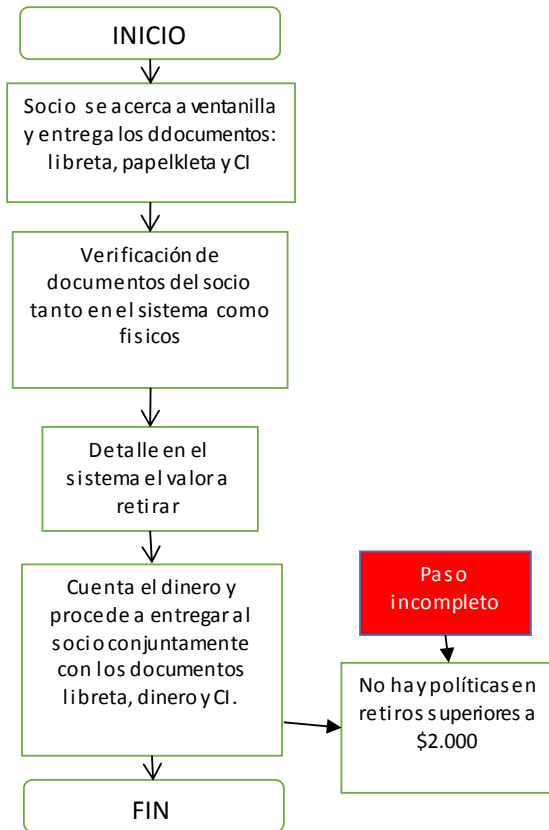 INICIO
Socio se acerca a ventanilla
y entrega los ddocumentos:
libreta, papelkleta y CI
Verificación de
documentos del socio
tanto en el sistema como
fisicos
Detalle en el
sistema el valor a
retirar
Cuenta el dinero y
procede a entregar al
socio conjuntamente
con los documentos
libreta, dinero y CI.
Paso
incompleto
No hay políticas en
retiros superiores a
$2.000
FIN